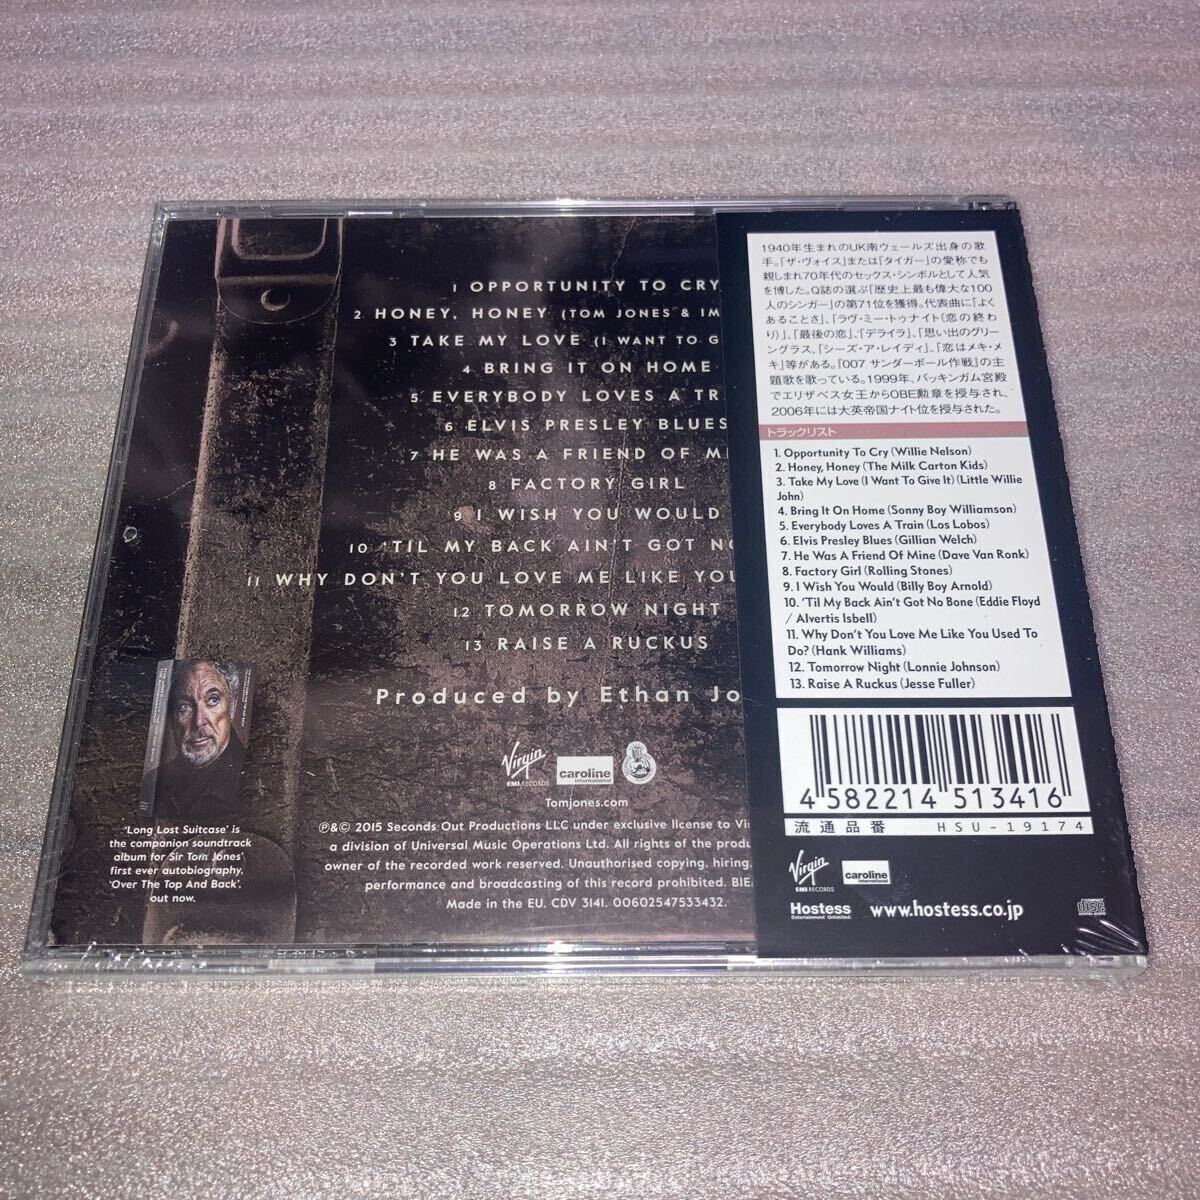 1 OPPORTUNITY TO CRY
2 HONEY, HONEY (TOM JONES & IM
3 TAKE MY LOVE (I WANT TO G
4 BRING IT ON HOME
5 EVERYBODY LOVES A TR
6 ELVIS PRESLEY BLUES
7 HE WAS A FRIEND OF MI
8 FACTORY GIRL
9 I WISH YOU WOULD
10 'TIL MY BACK AIN'T GOT NO
11 WHY DON'T YOU LOVE ME LIKE YOU
12 TOMORROW NIGHT
13 RAISE A RUCKUS
Produced by Ethan Jo
Virgin
EMI RECORDS
caroline
international
Tomjones.com
℗&© 2015 Seconds Out Productions LLC under exclusive license to Vi
a division of Universal Music Operations Ltd. All rights of the produ
owner of the recorded work reserved. Unauthorised copying, hiring,
performance and broadcasting of this record prohibited. BIE
Made in the EU. CDV 3141. 00602547533432.
'Long Lost Suitcase' is
the companion soundtrack
album for Sir Tom Jones'
first ever autobiography,
'Over The Top And Back',
out now.
1940年生まれのUK南ウェールズ出身の歌
手。「ザ・ヴォイス」または「タイガー」の愛称でも
親しまれ70年代のセックス・シンボルとして人気
を博した。Q誌の選ぶ「歴史上最も偉大な100
人のシンガー」の第71位を獲得。代表曲に「よく
あることさ」、「ラヴ・ミー・トゥナイト(恋の終わ
り)」、「最後の恋」、「デライラ」、「思い出のグリー
ングラス」、「シーズ・ア・レイディ」、「恋はメキ・メ
キ」等がある。『007 サンダーボール作戦』の主
題歌を歌っている。1999年、バッキンガム宮殿
でエリザベス女王からOBE勲章を授与され、
2006年には大英帝国ナイト位を授与された。
トラックリスト
1. Opportunity To Cry (Willie Nelson)
2. Honey, Honey (The Milk Carton Kids)
3. Take My Love (I Want To Give It) (Little Willie
John)
4. Bring It On Home (Sonny Boy Williamson)
5. Everybody Loves A Train (Los Lobos)
6. Elvis Presley Blues (Gillian Welch)
7. He Was A Friend Of Mine (Dave Van Ronk)
8. Factory Girl (Rolling Stones)
9. I Wish You Would (Billy Boy Arnold)
10. 'Til My Back Ain't Got No Bone (Eddie Floyd
/ Alvertis Isbell)
11. Why Don't You Love Me Like You Used To
Do? (Hank Williams)
12. Tomorrow Night (Lonnie Johnson)
13. Raise A Ruckus (Jesse Fuller)
4 582214 513416
流通品番 HSU-19174
Virgin
EMI RECORDS
caroline
international
Hostess
Entertainment Unlimited.
www.hostess.co.jp
COMPACT
disc
DIGITAL AUDIO